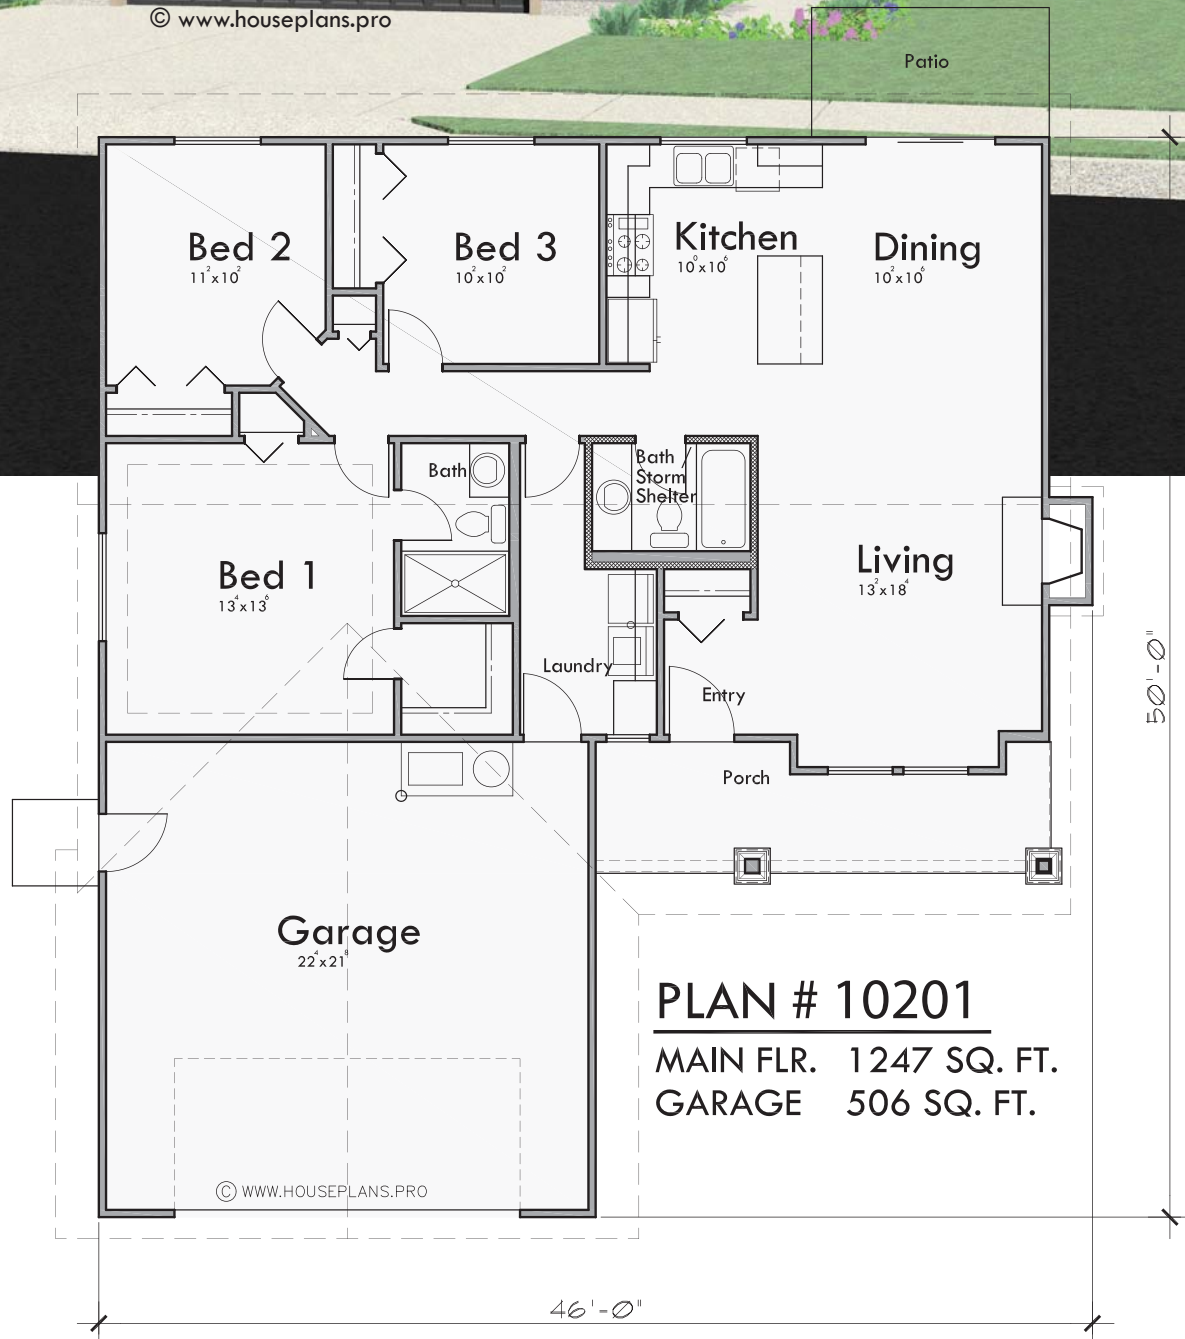 © www.houseplans.pro
Patio
Bed 2
11²x10²
Bed 3
10²x10²
Kitchen
10⁰x10⁶
Dining
10²x10⁶
Bath
Bath
Storm
Shelter
Bed 1
13⁴x13⁶
Living
13²x18⁴
Laundry
Entry
Porch
50'-0"
Garage
22⁴x21⁸
PLAN # 10201
MAIN FLR. 1247 SQ. FT.
GARAGE 506 SQ. FT.
© WWW.HOUSEPLANS.PRO
46'-0"